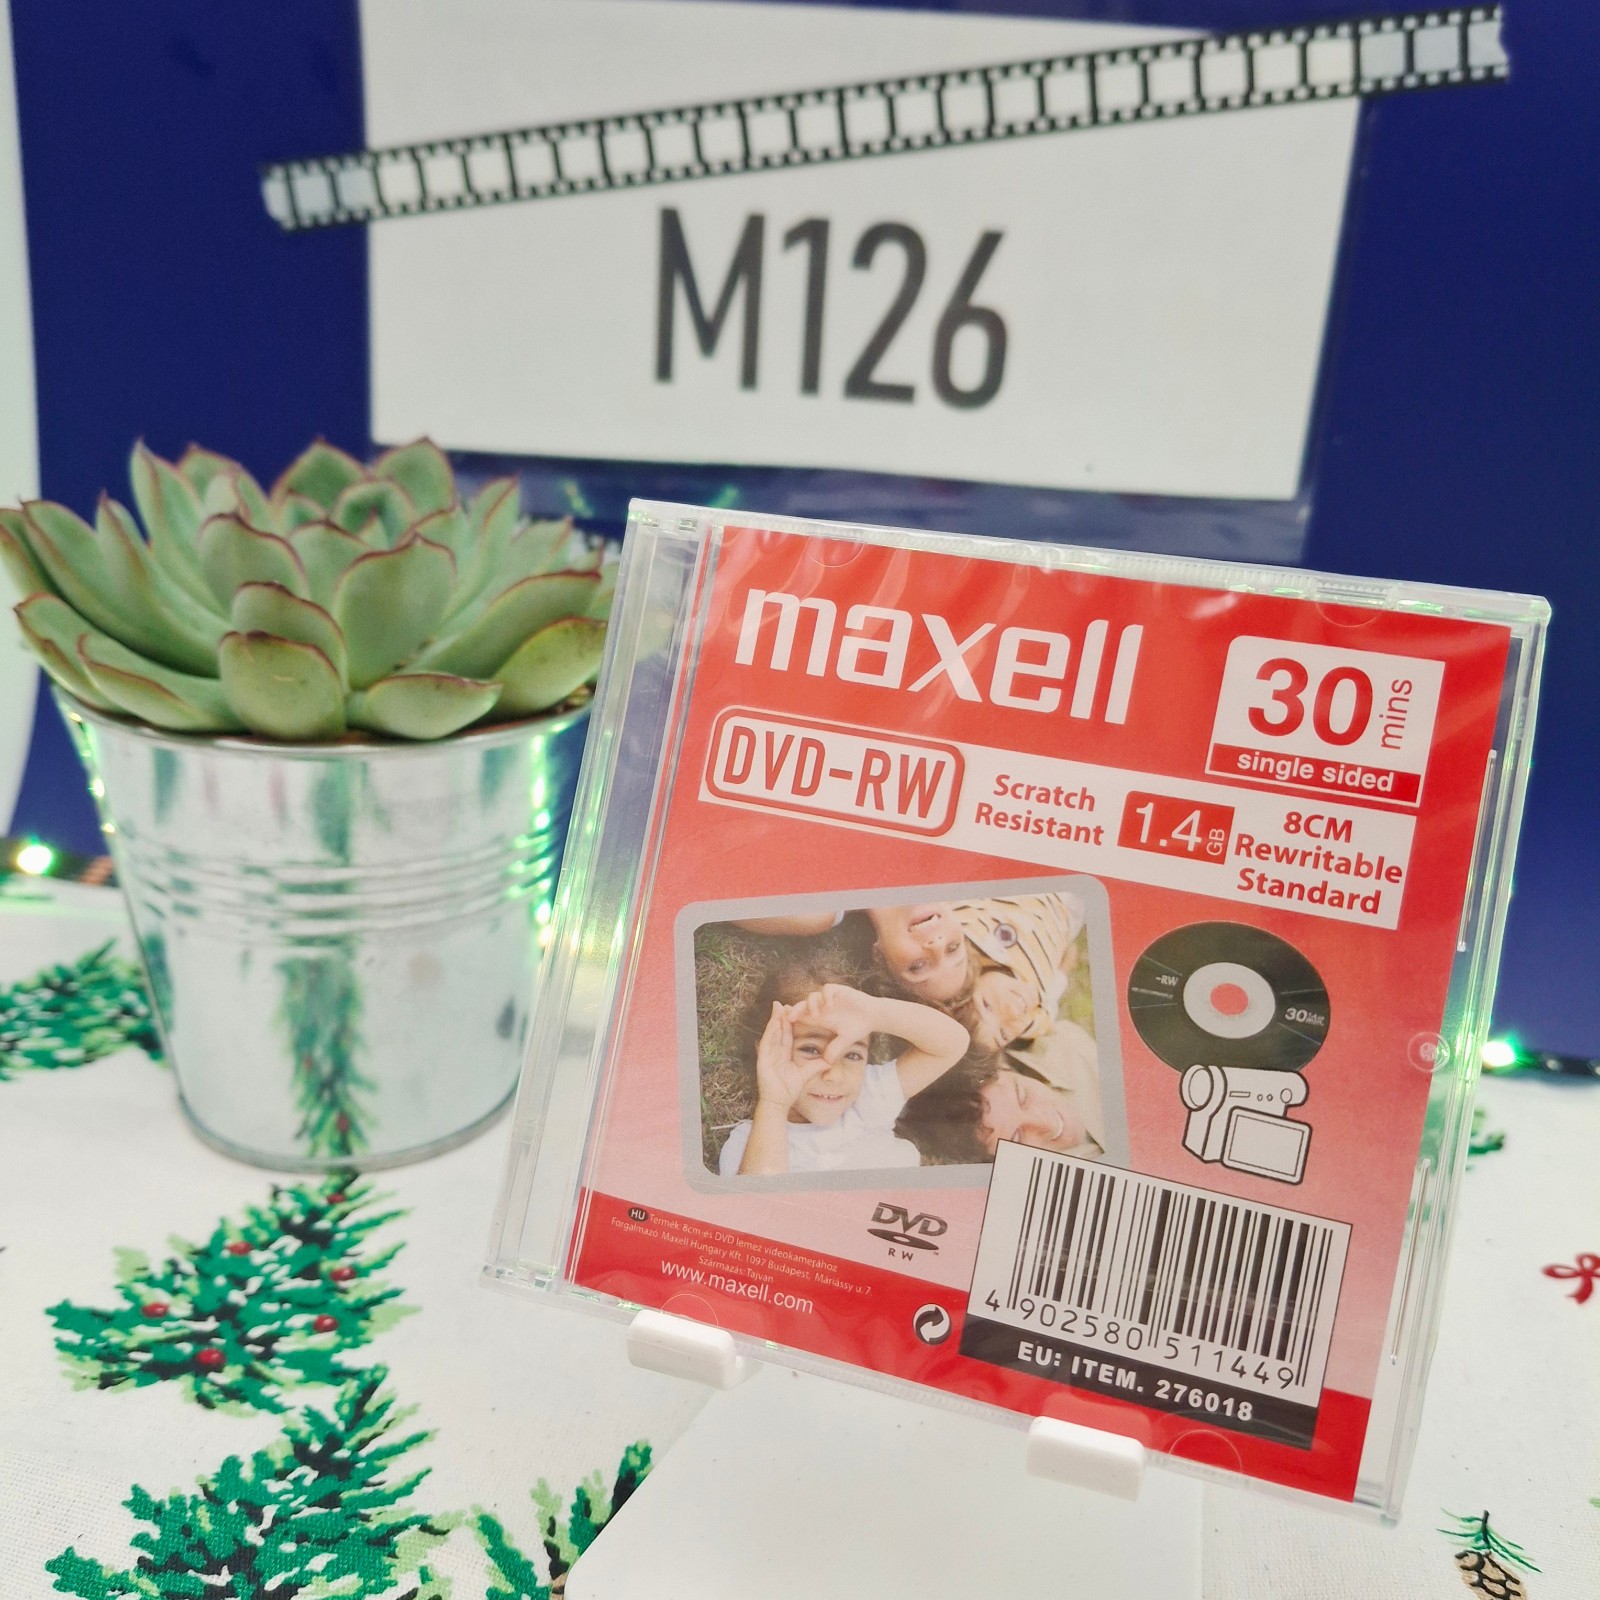 M126
maxell
30 mins
single sided
DVD-RW
Scratch
Resistant
1.4 GB
8CM
Rewritable
Standard
-RW
30
DVD
RW
HU Termék: 8cm-es DVD lemez videokamerához
Forgalmazó: Maxell Hungary Kft. 1097 Budapest, Máriássy u. 7.
Származás: Tajvan
www.maxell.com
4 902580 511449
EU: ITEM. 276018